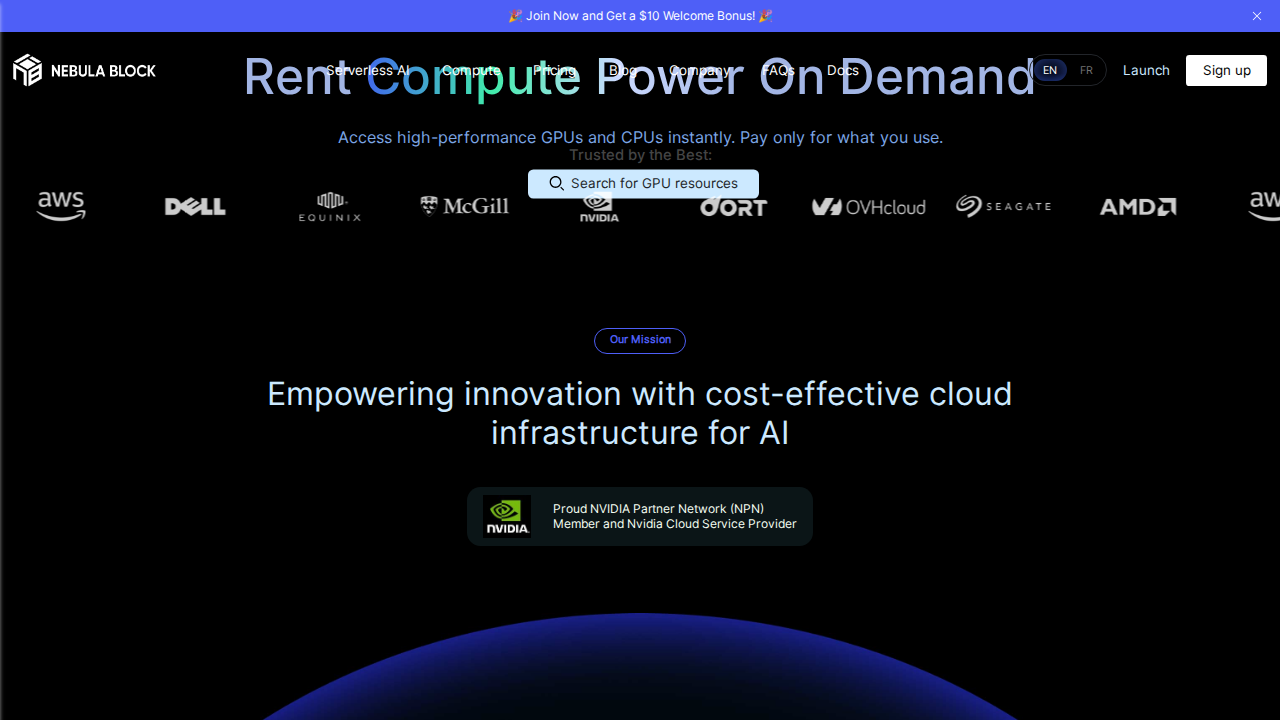 🎉 Join Now and Get a $10 Welcome Bonus! 🎉
NEBULA BLOCK
Serverless AI
Compute
Pricing
Blog
Company
FAQs
Docs
EN
FR
Launch
Sign up
Rent Compute Power On Demand
Access high-performance GPUs and CPUs instantly. Pay only for what you use.
Trusted by the Best:
Search for GPU resources
aws
DELL
EQUINIX
McGill
NVIDIA
DORT
OVHcloud
SEAGATE
AMD
aws
Our Mission
Empowering innovation with cost-effective cloud
infrastructure for AI
NVIDIA.
Proud NVIDIA Partner Network (NPN)
Member and Nvidia Cloud Service Provider